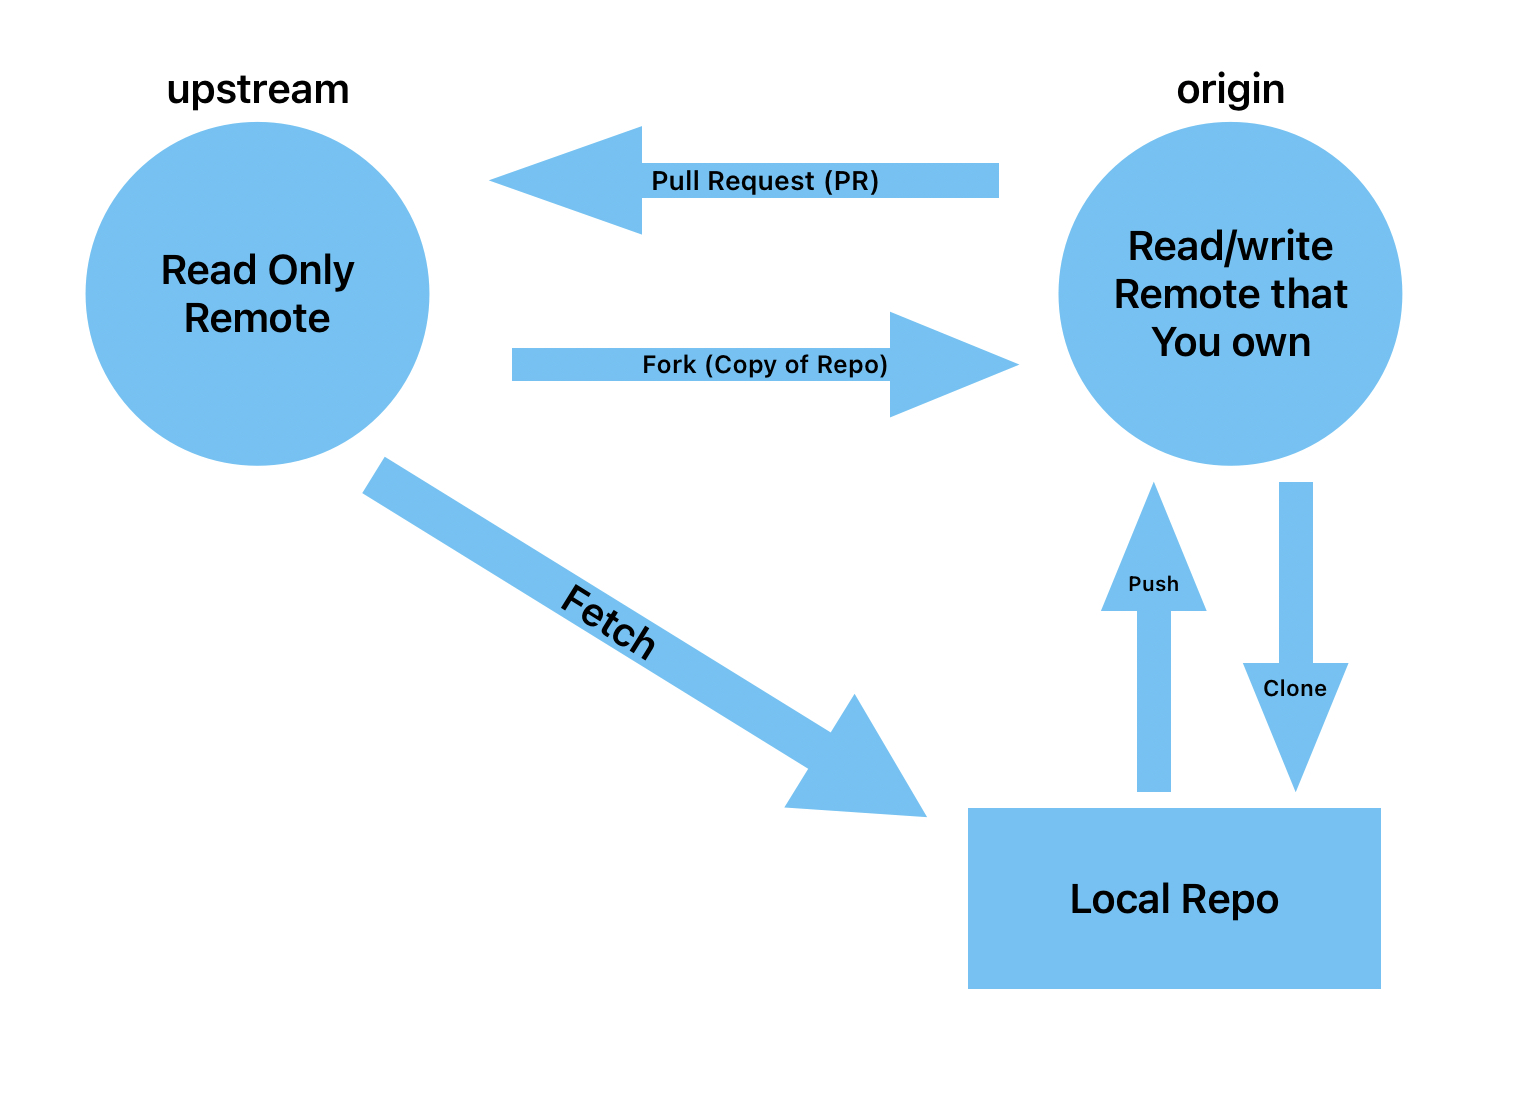 upstream
origin
Pull Request (PR)
Read Only
Remote
Read/write
Remote that
You own
Fork (Copy of Repo)
Fetch
Push
Clone
Local Repo